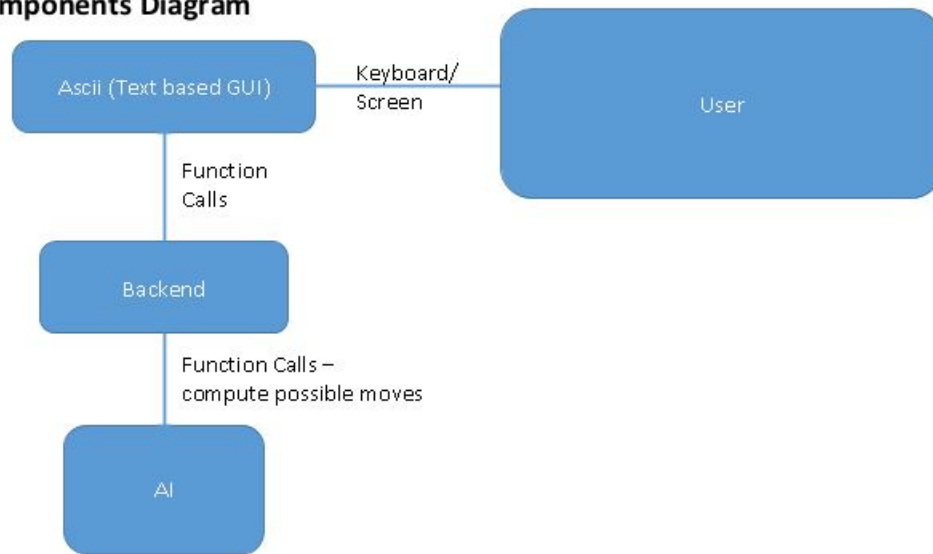 mponents Diagram
Ascii (Text based GUI)
Keyboard/
Screen
User
Function
Calls
Backend
Function Calls –
compute possible moves
AI